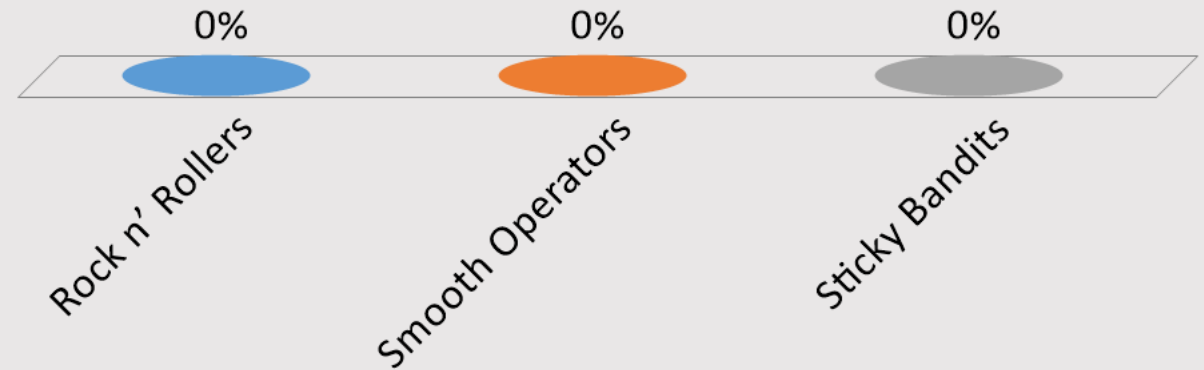 0% 0% 0%
Rock n’ Rollers
Smooth Operators
Sticky Bandits